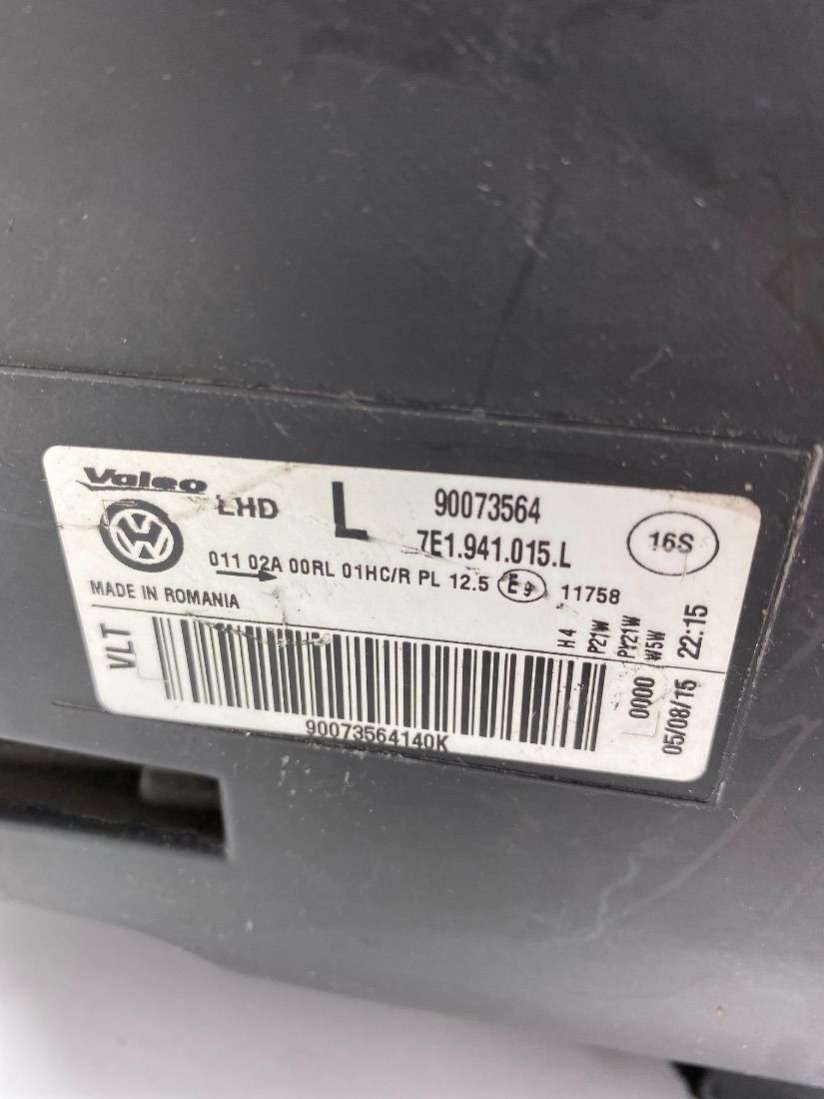 Valeo
LHD L 90073564
7E1.941.015.L 16S
011 02A 00RL 01HC/R PL 12.5 E9 11758
MADE IN ROMANIA
VLT
H4
P21W
PY21W
W5W
0000
05/08/15 22:15
90073564140K